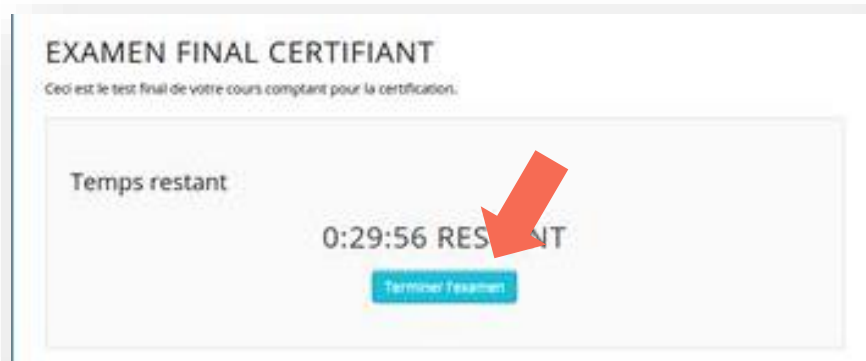 EXAMEN FINAL CERTIFIANT
Ceci est le test final de votre cours comptant pour la certification.
Temps restant
0:29:56
Terminer l'examen